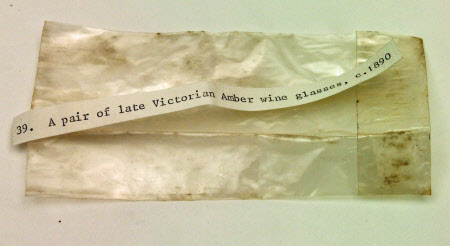 39. A pair of late Victorian Amber wine glasses, c.1890